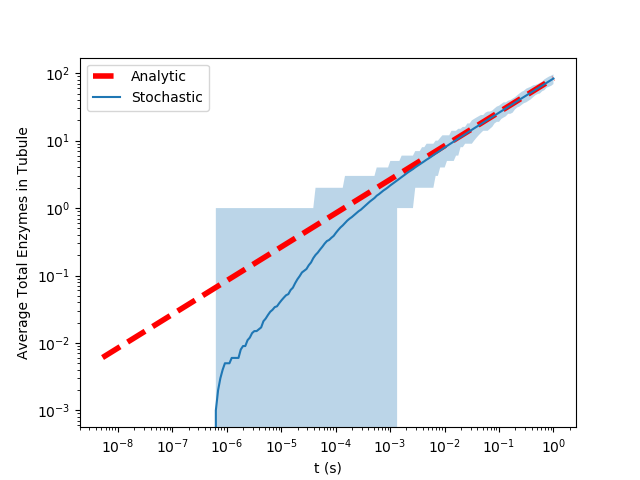 Analytic
Stochastic
Average Total Enzymes in Tubule
10²
10¹
10⁰
10⁻¹
10⁻²
10⁻³
10⁻⁸ 10⁻⁷ 10⁻⁶ 10⁻⁵ 10⁻⁴ 10⁻³ 10⁻² 10⁻¹ 10⁰
t (s)